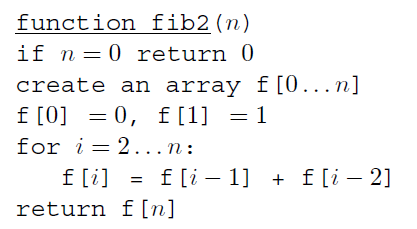 function fib2(n)
if n = 0 return 0
create an array f[0...n]
f[0] = 0, f[1] = 1
for i = 2...n:
f[i] = f[i − 1] + f[i − 2]
return f[n]